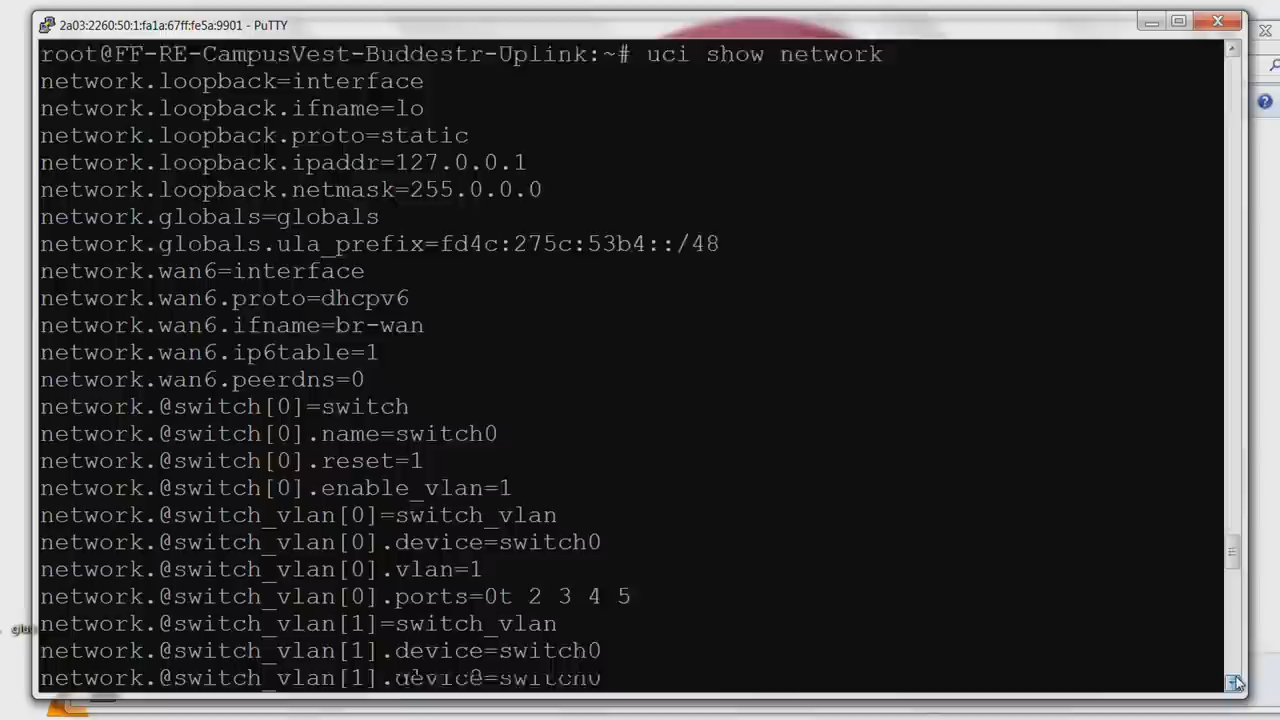 2a03:2260:50:1:fa1a:67ff:fe5a:9901 - PuTTY
root@FF-RE-CampusVest-Buddestr-Uplink:~# uci show network
network.loopback=interface
network.loopback.ifname=lo
network.loopback.proto=static
network.loopback.ipaddr=127.0.0.1
network.loopback.netmask=255.0.0.0
network.globals=globals
network.globals.ula_prefix=fd4c:275c:53b4::/48
network.wan6=interface
network.wan6.proto=dhcpv6
network.wan6.ifname=br-wan
network.wan6.ip6table=1
network.wan6.peerdns=0
network.@switch[0]=switch
network.@switch[0].name=switch0
network.@switch[0].reset=1
network.@switch[0].enable_vlan=1
network.@switch_vlan[0]=switch_vlan
network.@switch_vlan[0].device=switch0
network.@switch_vlan[0].vlan=1
network.@switch_vlan[0].ports=0t 2 3 4 5
network.@switch_vlan[1]=switch_vlan
network.@switch_vlan[1].device=switch0
network.@switch_vlan[1].device=switch0